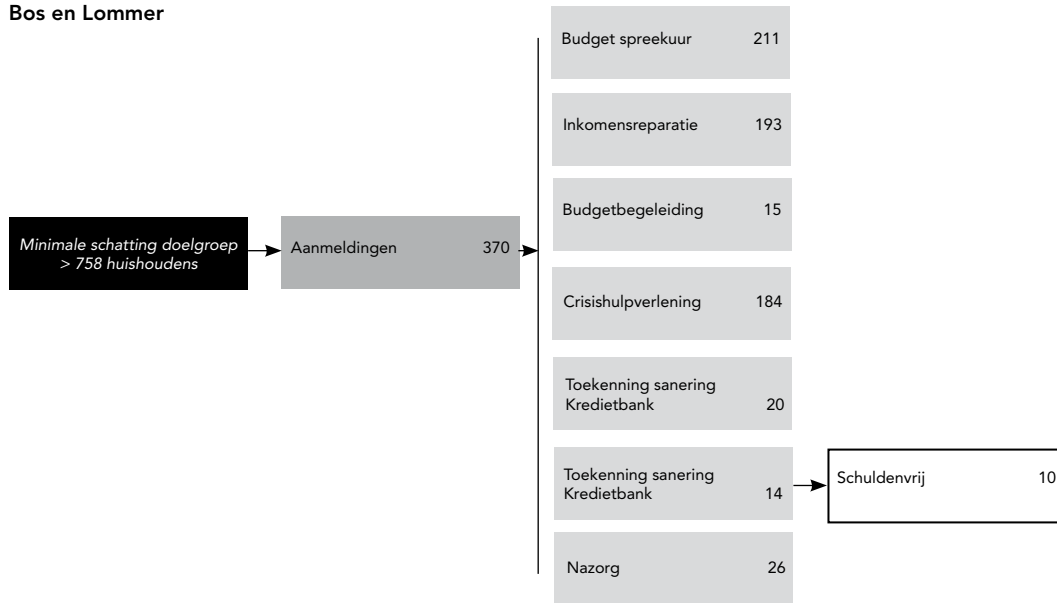 Bos en Lommer
Minimale schatting doelgroep
> 758 huishoudens
Aanmeldingen 370
Budget spreekuur 211
Inkomensreparatie 193
Budgetbegeleiding 15
Crisishulpverlening 184
Toekenning sanering
Kredietbank 20
Toekenning sanering
Kredietbank 14
Schuldenvrij 10
Nazorg 26